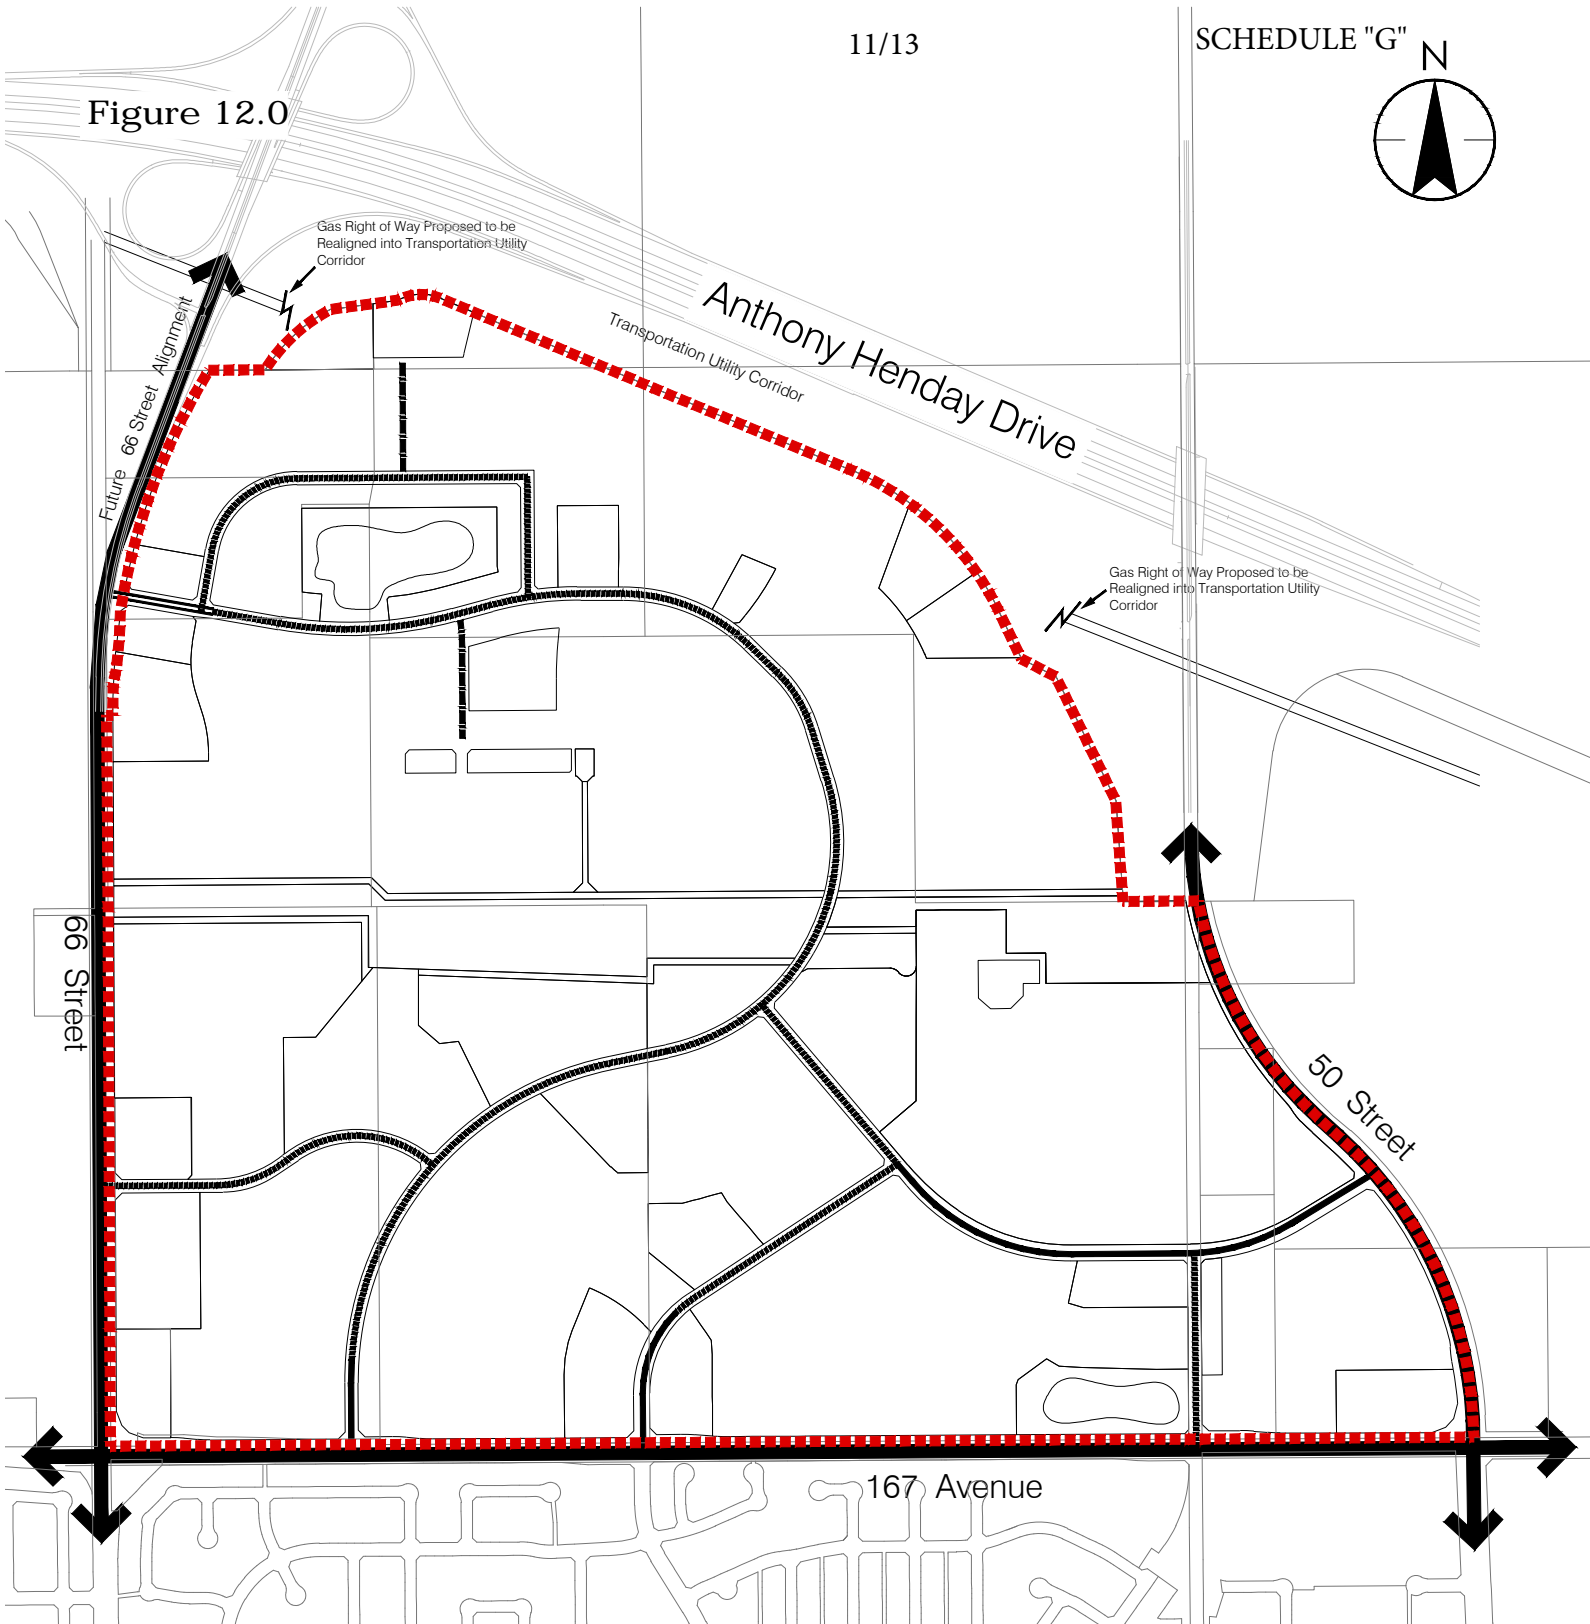 11/13
SCHEDULE "G"
N
Figure 12.0
Gas Right of Way Proposed to be
Realigned into Transportation Utility
Corridor
Anthony Henday Drive
Transportation Utility Corridor
Future 66 Street Alignment
Gas Right of Way Proposed to be
Realigned into Transportation Utility
Corridor
66 Street
50 Street
167 Avenue